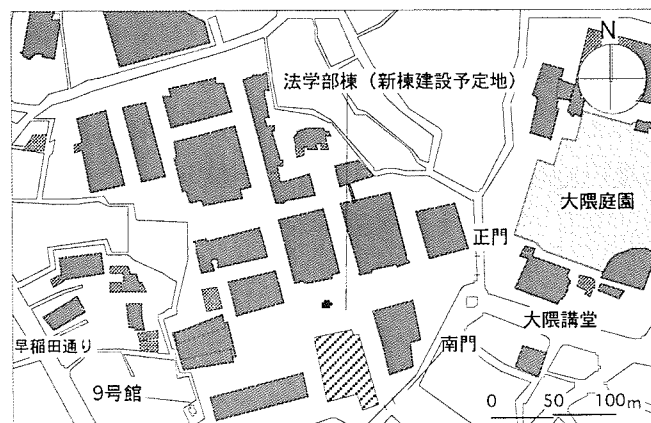 N
法学部棟（新棟建設予定地）
大隈庭園
正門
大隈講堂
早稲田通り
南門
9号館
0 50 100m